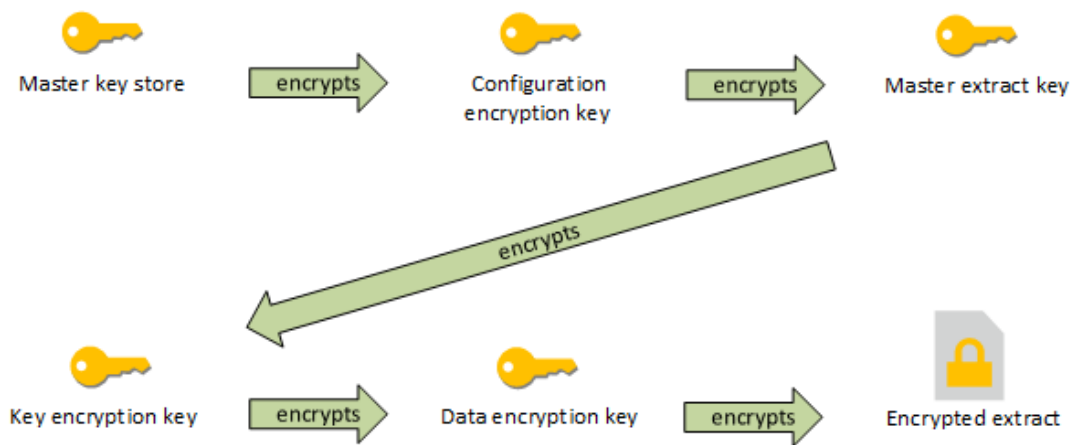 Master key store
encrypts
Configuration
encryption key
encrypts
Master extract key
encrypts
Key encryption key
encrypts
Data encryption key
encrypts
Encrypted extract